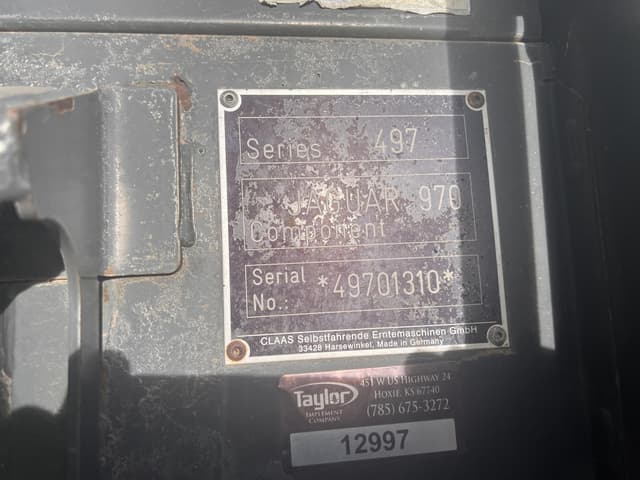 Series 497
JAGUAR 970
Component
Serial
No.: *49701310*
CLAAS Selbstfahrende Erntemaschinen GmbH
33428 Harsewinkel, Made in Germany
Taylor
IMPLEMENT
COMPANY
451 W US HIGHWAY 24
HOXIE, KS 67740
(785) 675-3272
12997